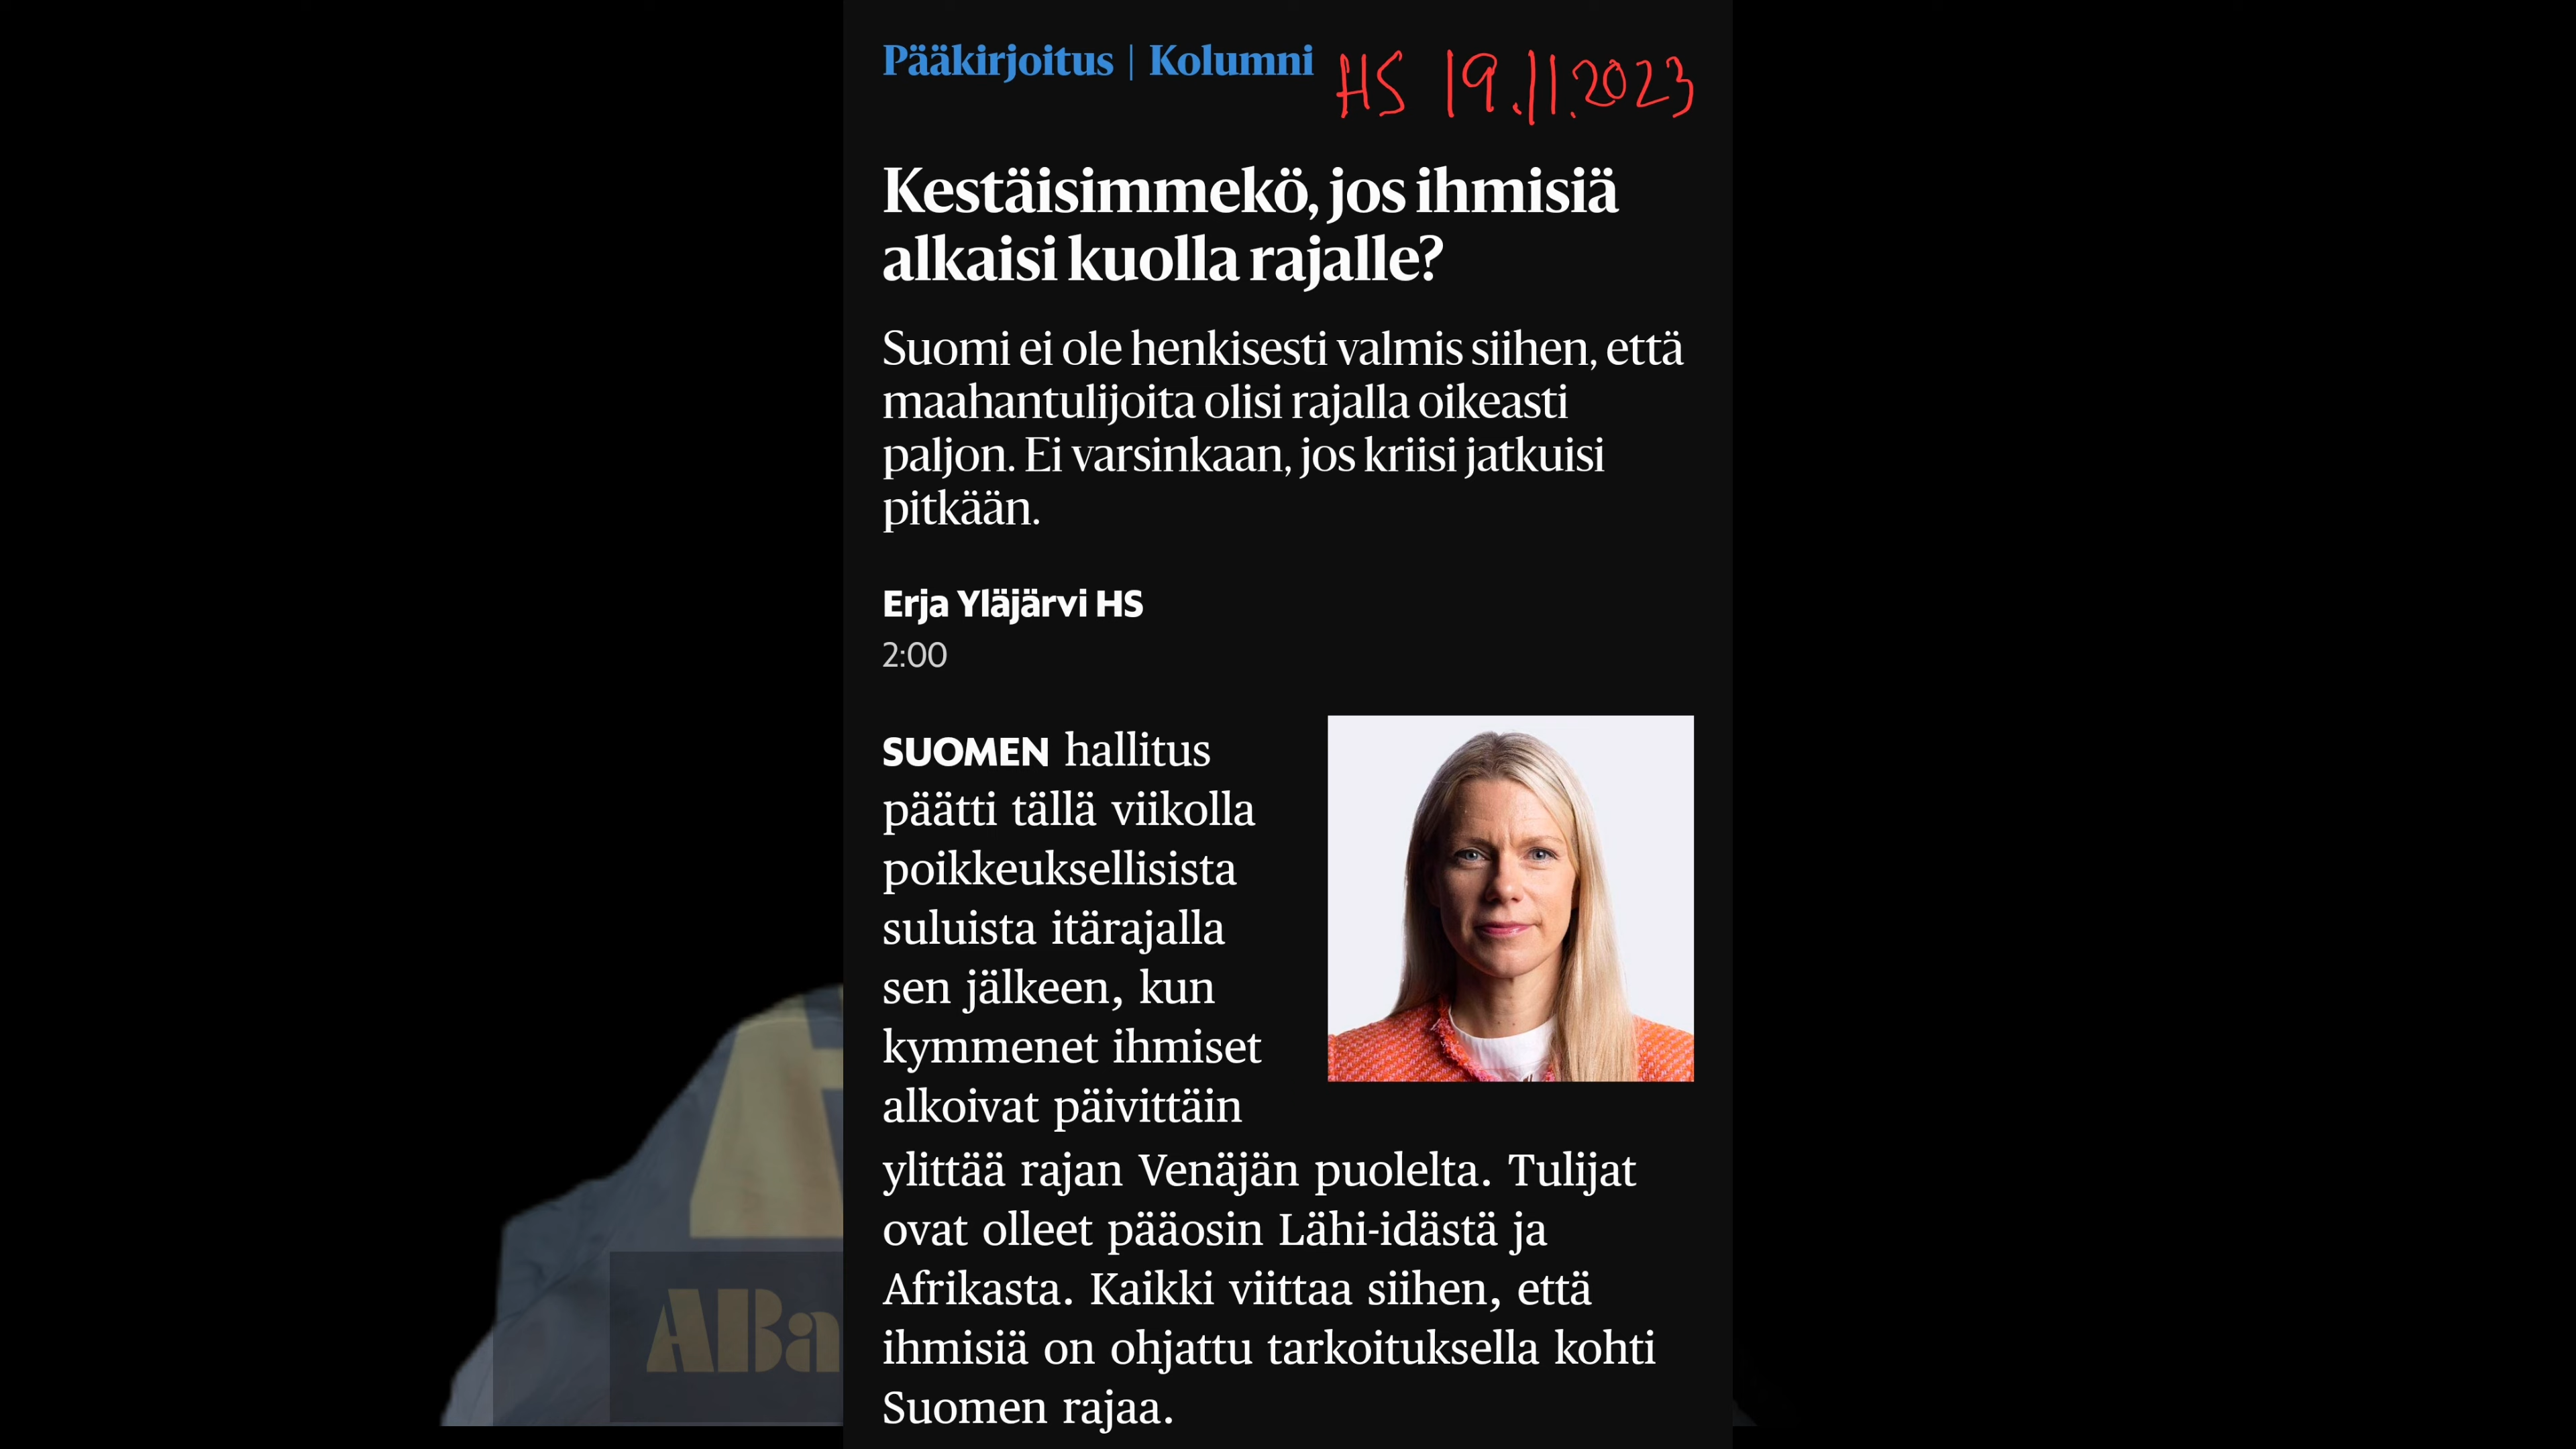 Pääkirjoitus | Kolumni HS 19.11.2023
Kestäisimmekö, jos ihmisiä
alkaisi kuolla rajalle?
Suomi ei ole henkisesti valmis siihen, että
maahantulijoita olisi rajalla oikeasti
paljon. Ei varsinkaan, jos kriisi jatkuisi
pitkään.
Erja Yläjärvi HS
2:00
SUOMEN hallitus
päätti tällä viikolla
poikkeuksellisista
suluista itärajalla
sen jälkeen, kun
kymmenet ihmiset
alkoivat päivittäin
ylittää rajan Venäjän puolelta. Tulijat
ovat olleet pääosin Lähi-idästä ja
Afrikasta. Kaikki viittaa siihen, että
ihmisiä on ohjattu tarkoituksella kohti
Suomen rajaa.
ABa